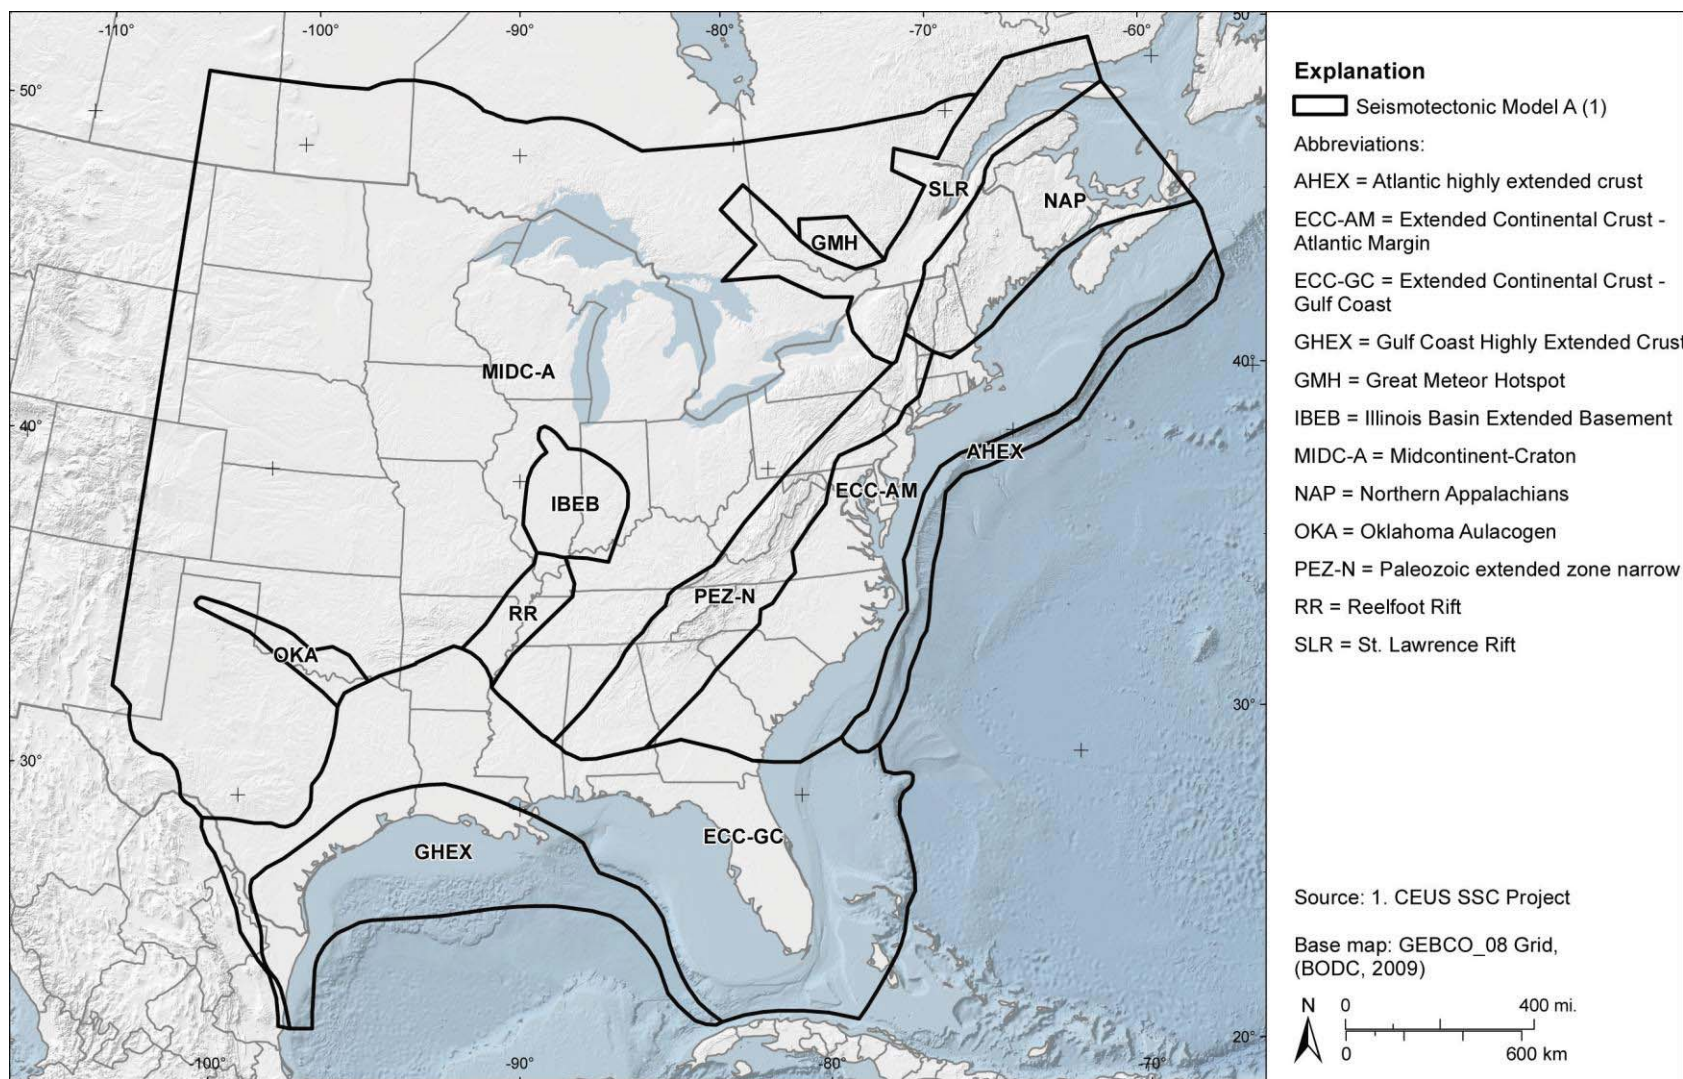 -110°
-100°
-90°
-80°
-70°
-60°
50°
50°
40°
40°
30°
30°
20°
-100°
-90°
-80°
-70°
SLR
NAP
GMH
MIDC-A
AHEX
ECC-AM
IBEB
PEZ-N
RR
OKA
ECC-GC
GHEX
Explanation
Seismotectonic Model A (1)
Abbreviations:
AHEX = Atlantic highly extended crust
ECC-AM = Extended Continental Crust -
Atlantic Margin
ECC-GC = Extended Continental Crust -
Gulf Coast
GHEX = Gulf Coast Highly Extended Crust
GMH = Great Meteor Hotspot
IBEB = Illinois Basin Extended Basement
MIDC-A = Midcontinent-Craton
NAP = Northern Appalachians
OKA = Oklahoma Aulacogen
PEZ-N = Paleozoic extended zone narrow
RR = Reelfoot Rift
SLR = St. Lawrence Rift
Source: 1. CEUS SSC Project
Base map: GEBCO_08 Grid,
(BODC, 2009)
N
0 400 mi.
0 600 km